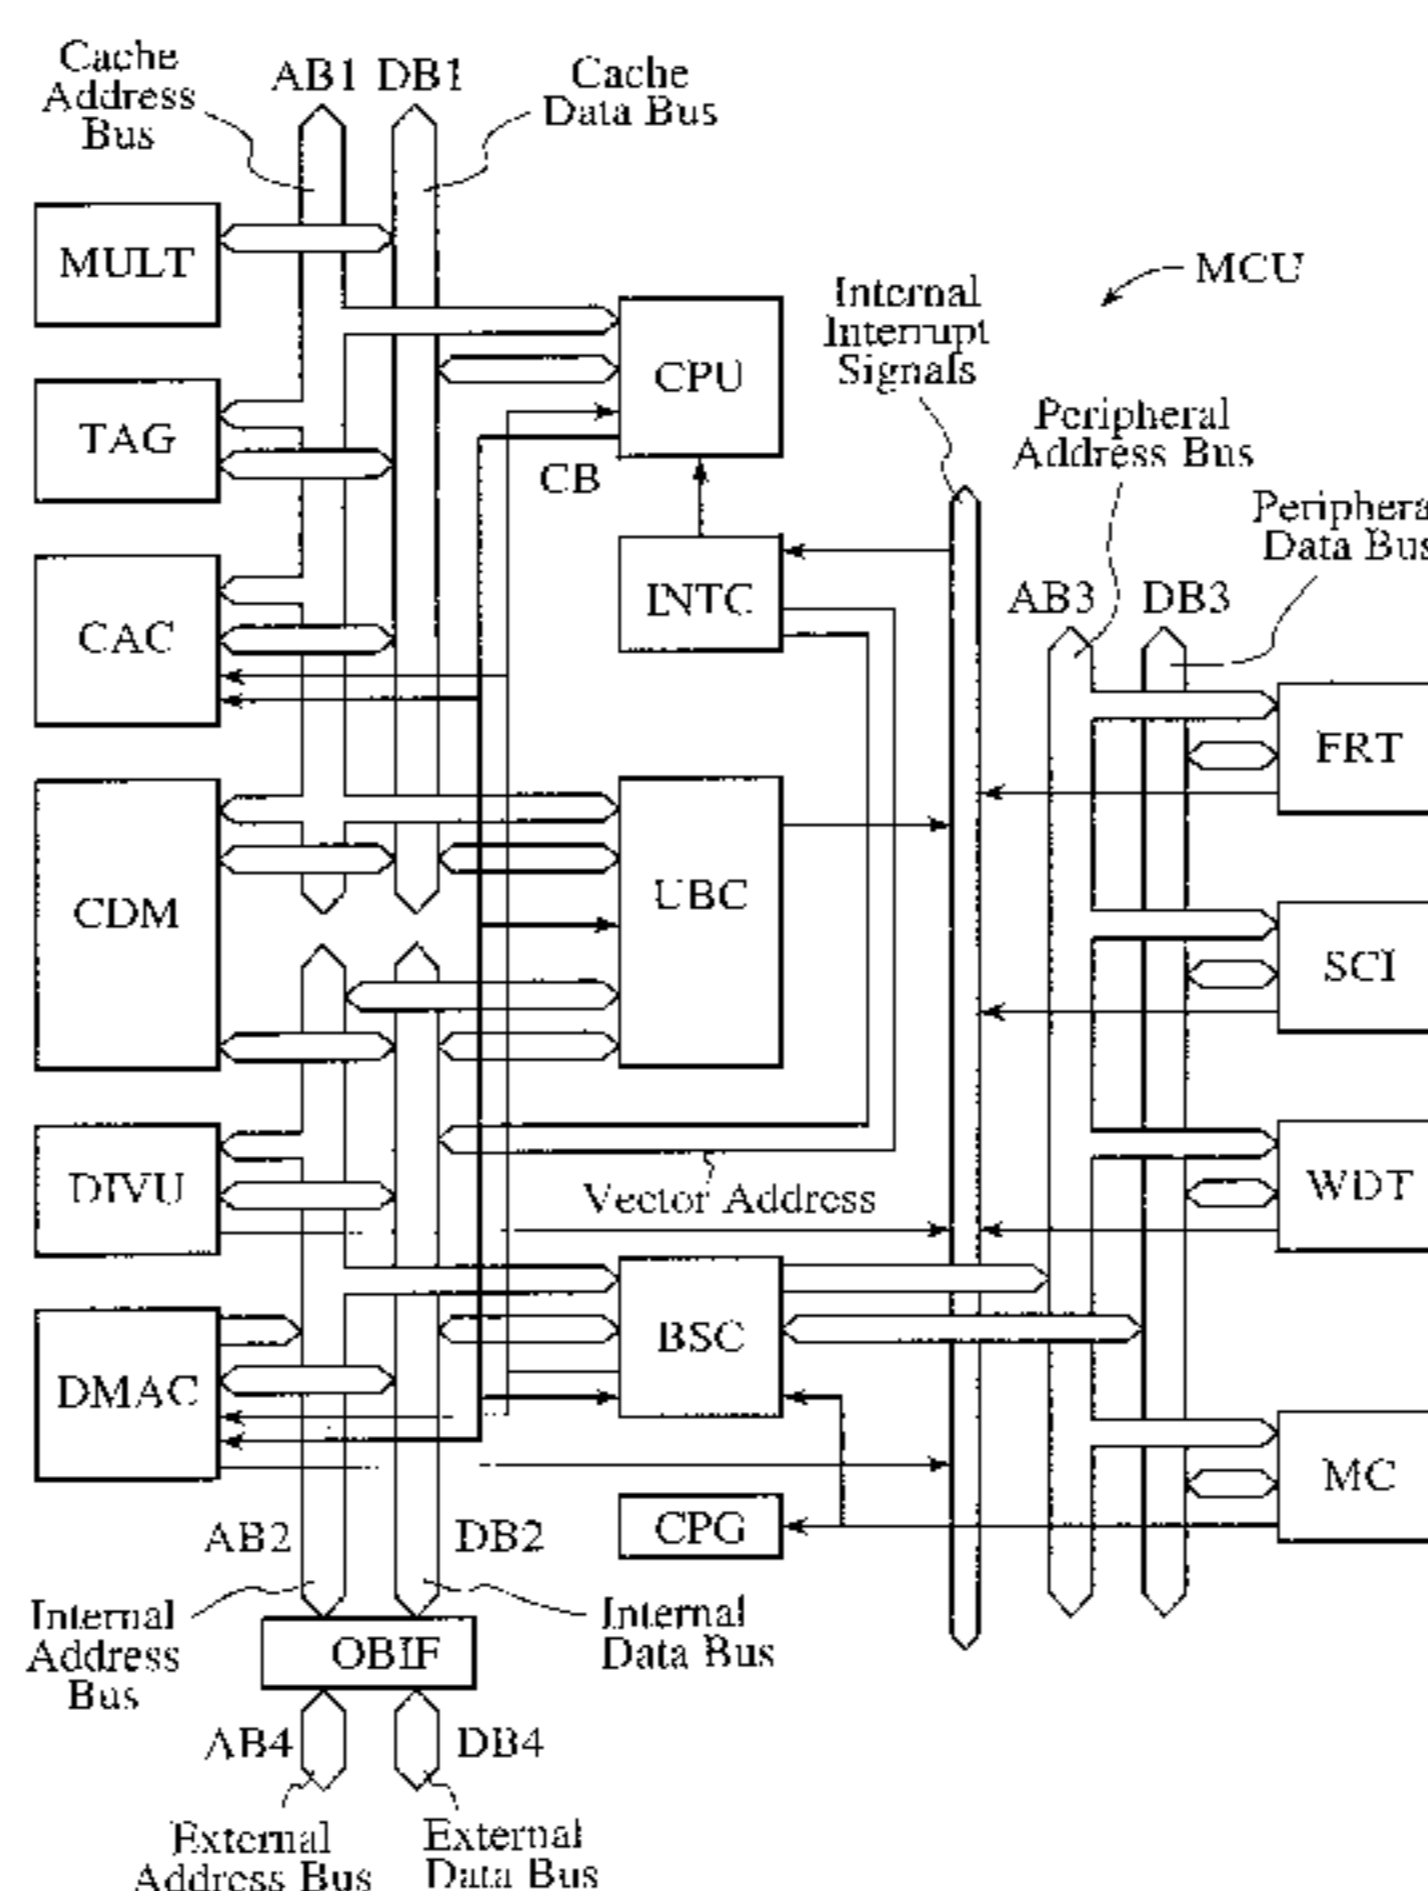 Cache
Address
Bus
AB1 DB1
Cache
Data Bus
MULT
MCU
Internal
Interrupt
Signals
CPU
TAG
Peripheral
Address Bus
CB
Periphera
Data Bus
INTC
AB3 DB3
CAC
FRT
UBC
CDM
SCI
DIVU
Vector Address
WDT
BSC
DMAC
MC
CPG
AB2
DB2
Internal
Address
Bus
Internal
Data Bus
OBIF
AB4
DB4
External
Address Bus
External
Data Bus